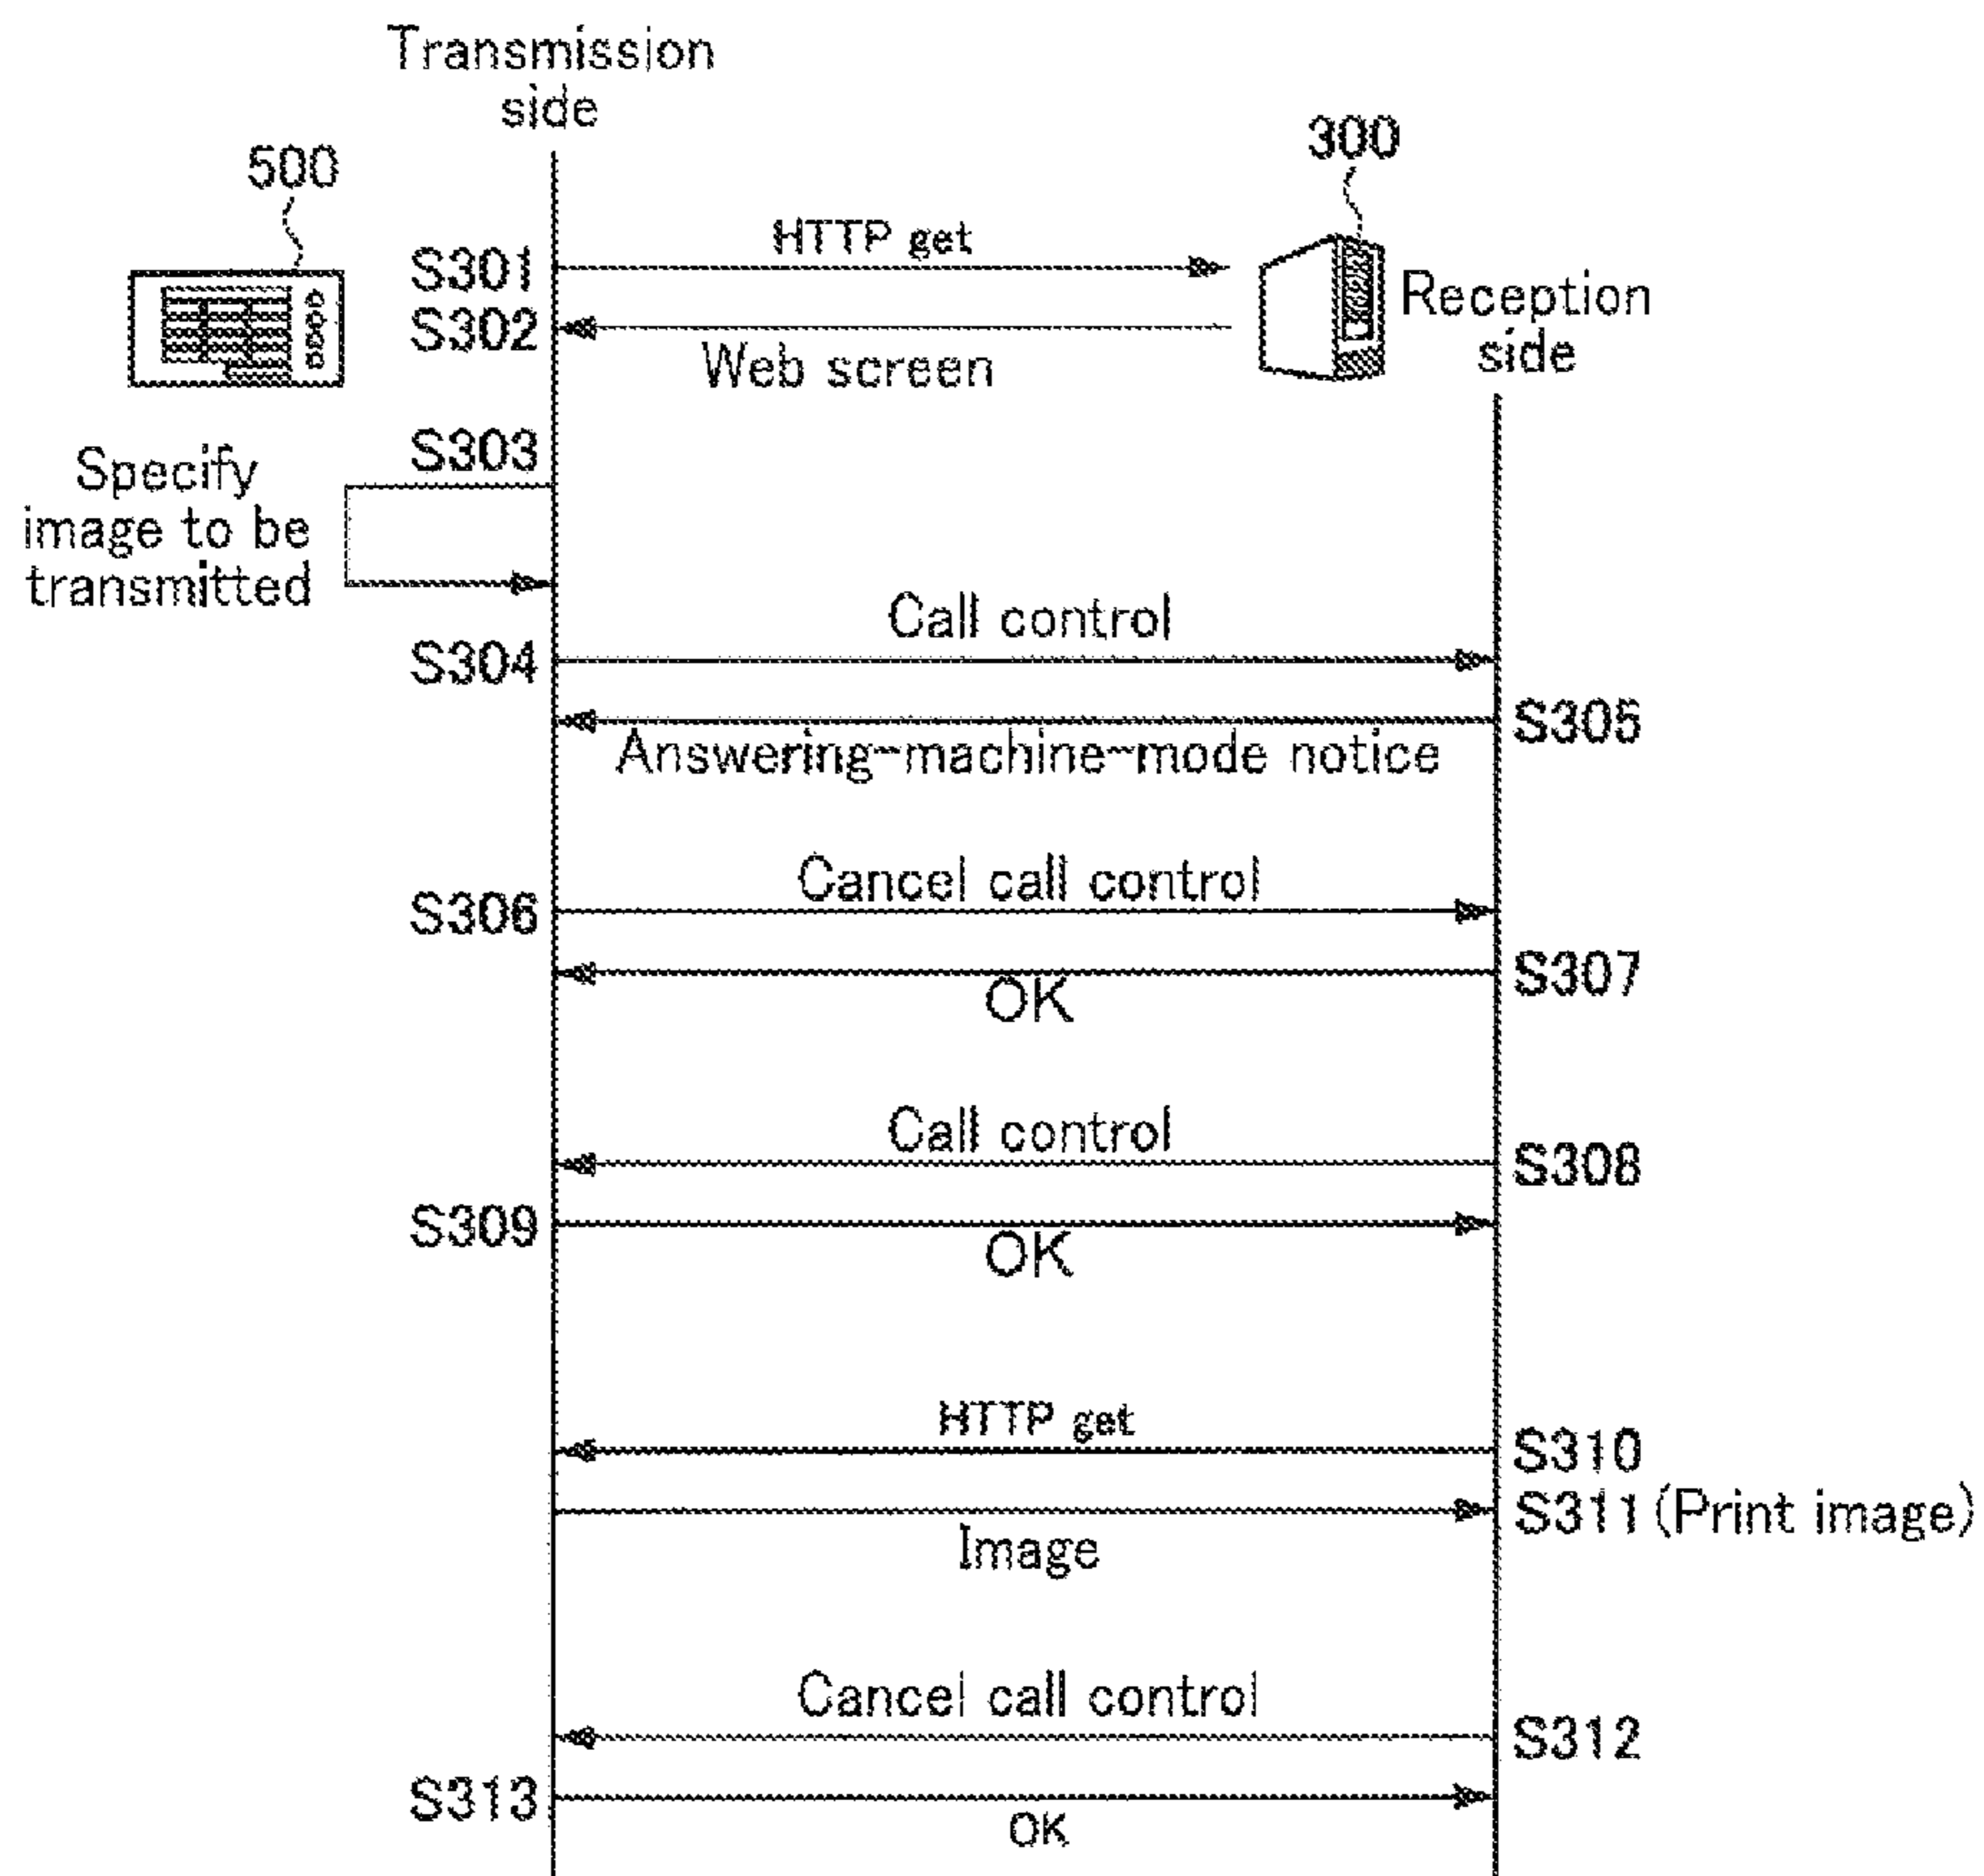 Transmission
side
500
300
S301
HTTP get
S302
Web screen
Reception
side
S303
Specify
image to be
transmitted
Call control
S304
S305
Answering-machine-mode notice
Cancel call control
S306
S307
OK
Call control
S308
S309
OK
HTTP get
S310
S311 (Print image)
Image
Cancel call control
S312
S313
OK